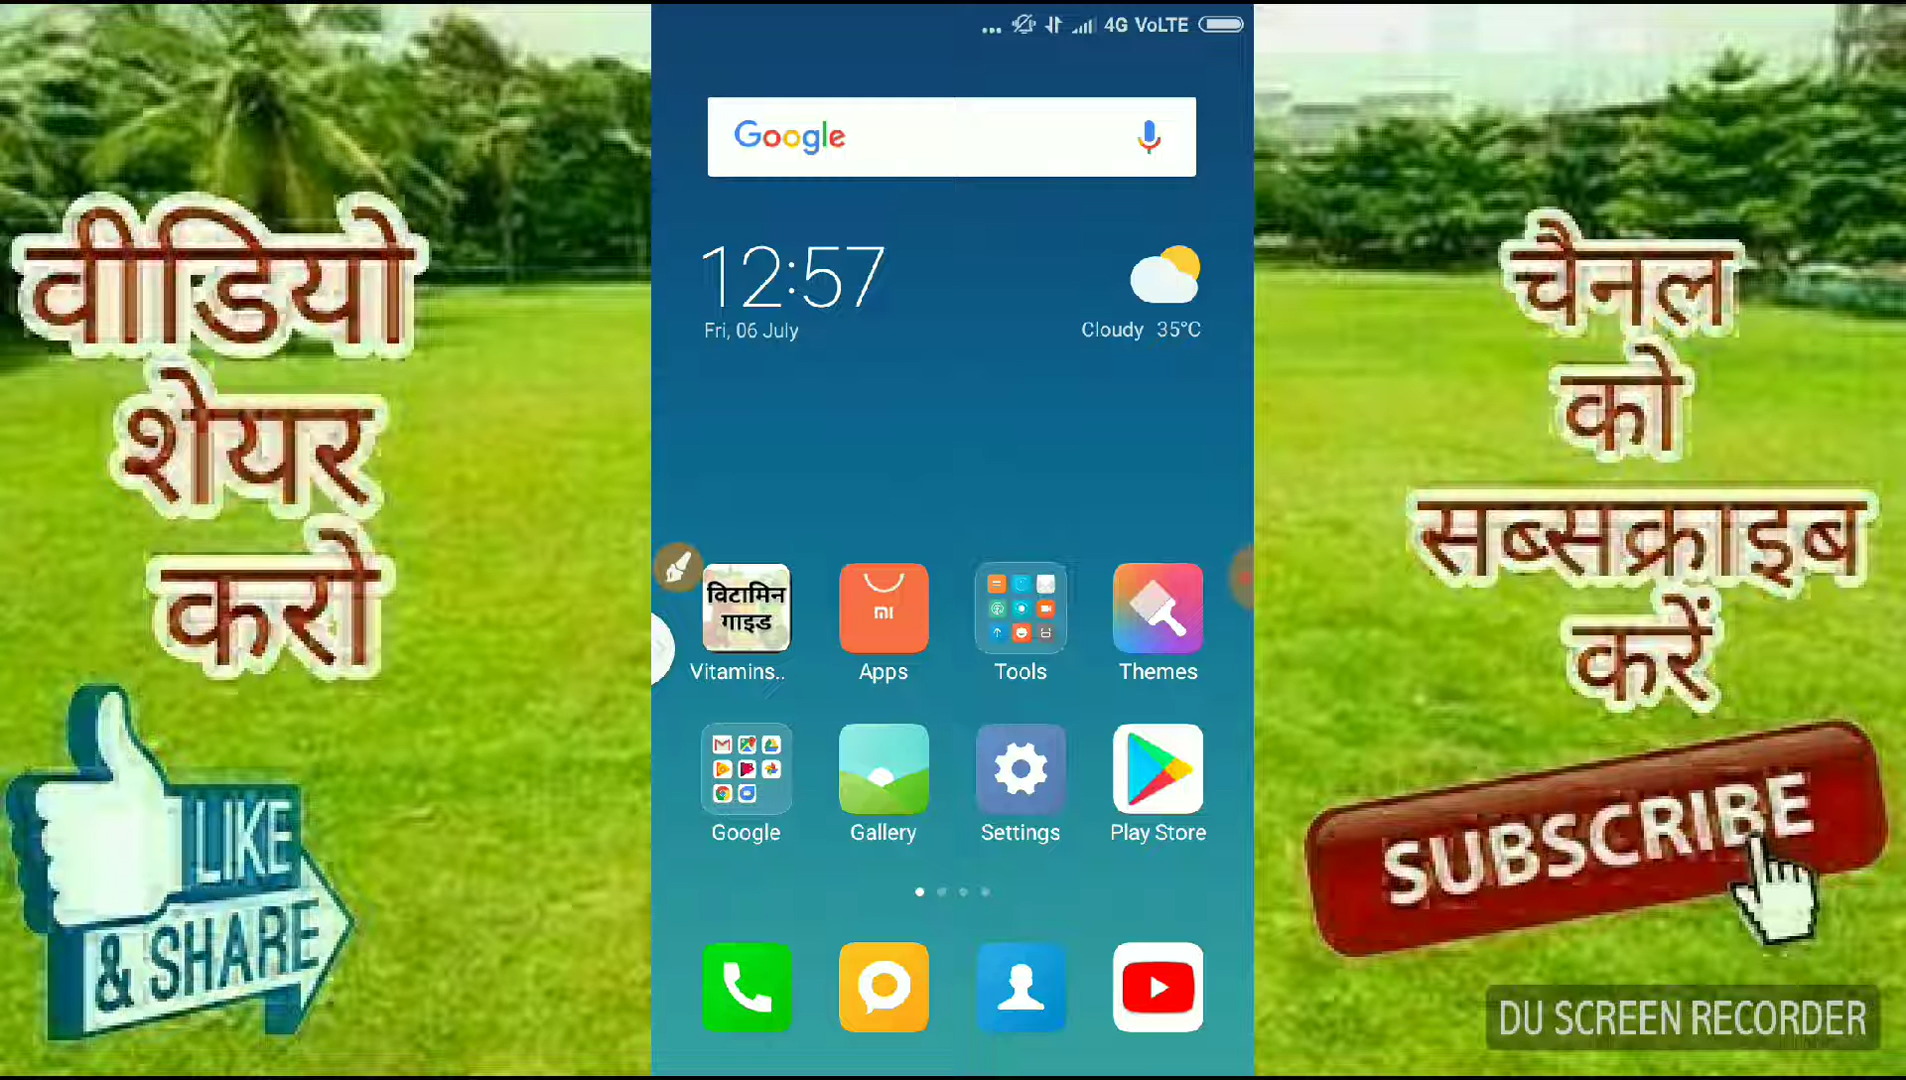 4G VoLTE
Google
12:57
Fri, 06 July
Cloudy 35°C
विटामिन
गाइड
mi
Vitamins..
Apps
Tools
Themes
Google
Gallery
Settings
Play Store
वीडियो
शेयर
करो
LIKE
& SHARE
चैनल
को
सब्सक्राइब
करें
SUBSCRIBE
DU SCREEN RECORDER